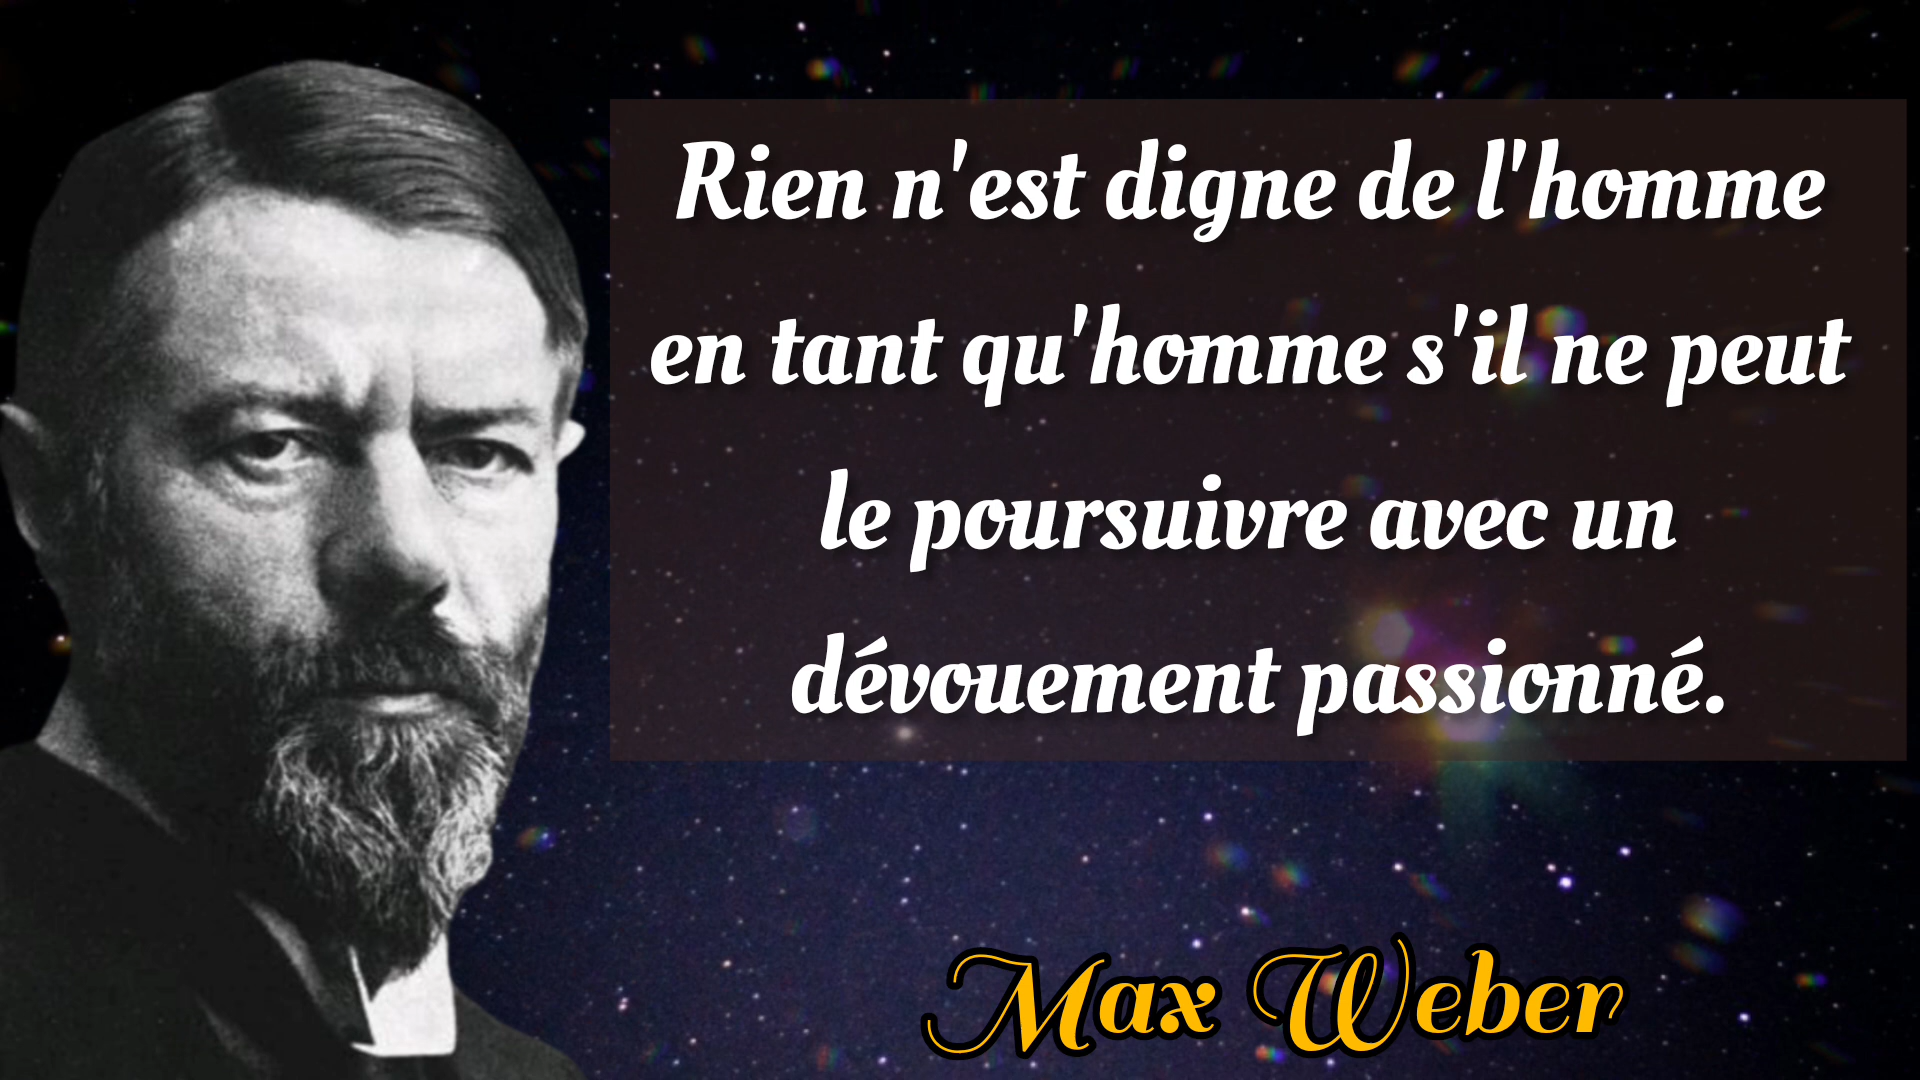 Rien n'est digne de l'homme
en tant qu'homme s'il ne peut
le poursuivre avec un
dévouement passionné.
Max Weber